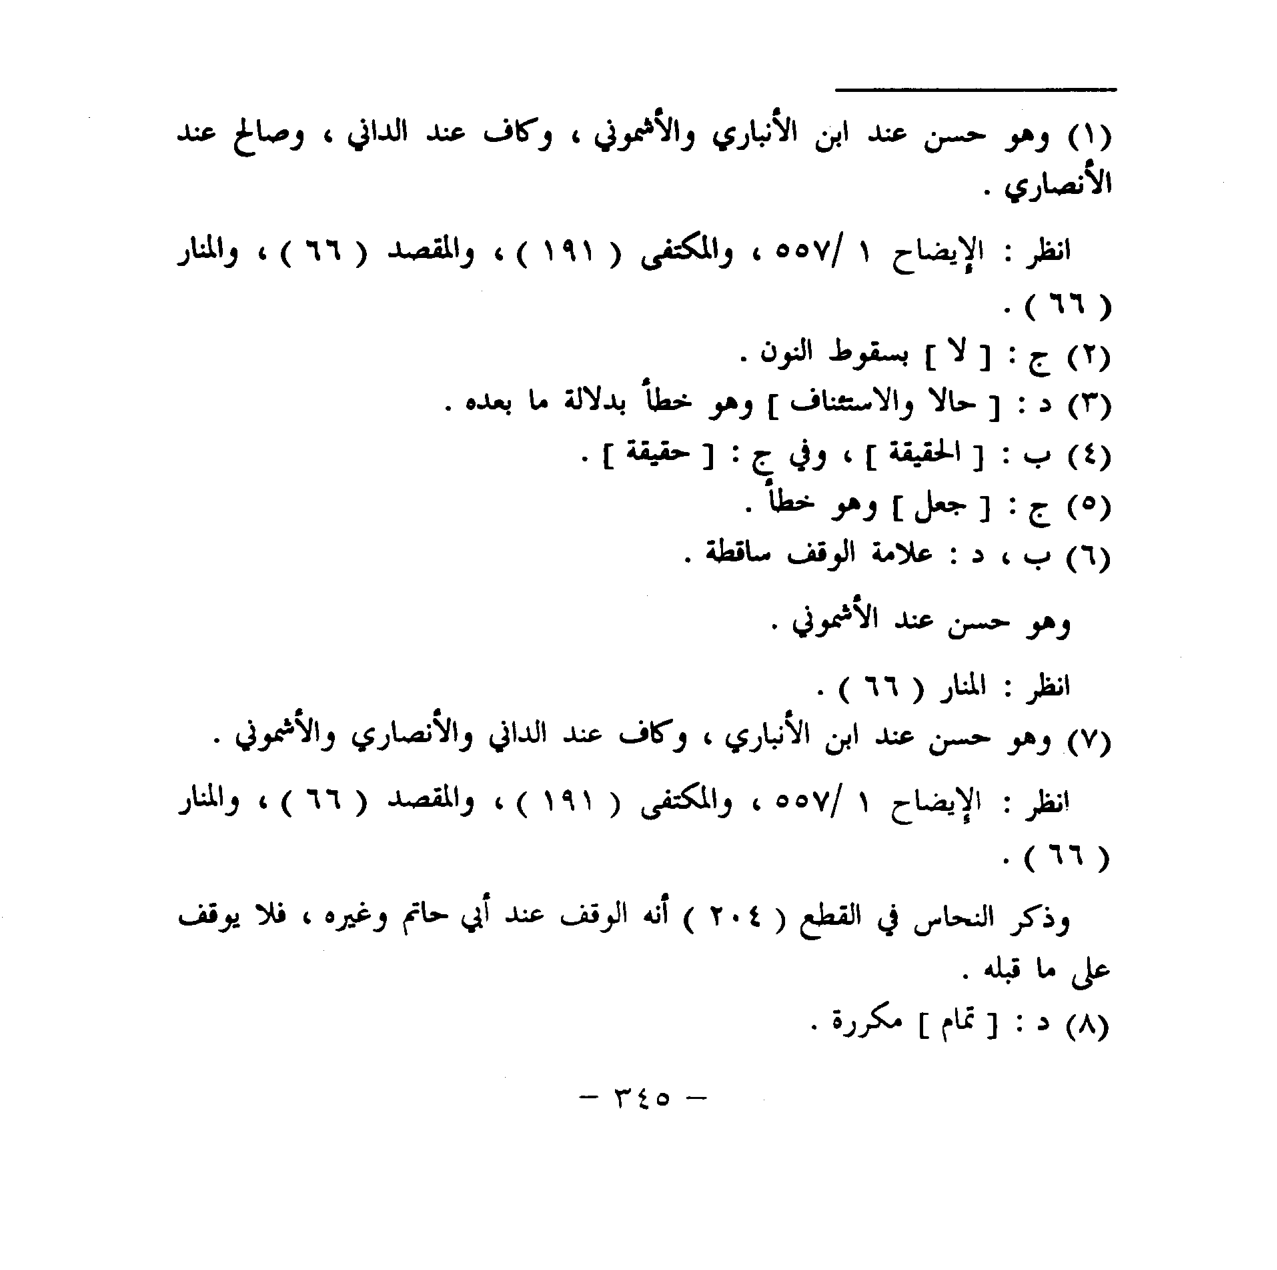 (١) وهو حسن عند ابن الأنباري والأشموني ، وكاف عند الداني ، وصالح عند
الأنصاري .
انظر : الإيضاح ١ /٥٥٧ ، والمكتفى ( ١٩١ ) ، والمقصد ( ٦٦ ) ، والمنار
( ٦٦ ) .
(٢) ج : [ لا ] بسقوط النون .
(٣) د : [ حالا والاستئناف ] وهو خطأ بدلالة ما بعده .
(٤) ب : [ الحقيقة ] ، وفي ج : [ حقيقة ] .
(٥) ج : [ جعل ] وهو خطأ .
(٦) ب ، د : علامة الوقف ساقطة .
وهو حسن عند الأشموني .
انظر : المنار ( ٦٦ ) .
(٧) وهو حسن عند ابن الأنباري ، وكاف عند الداني والأنصاري والأشموني .
انظر : الإيضاح ١ /٥٥٧ ، والمكتفى ( ١٩١ ) ، والمقصد ( ٦٦ ) ، والمنار
( ٦٦ ) .
وذكر النحاس في القطع ( ٢٠٤ ) أنه الوقف عند أبي حاتم وغيره ، فلا يوقف
على ما قبله .
(٨) د : [ تمام ] مكررة .
– ٣٤٥ –